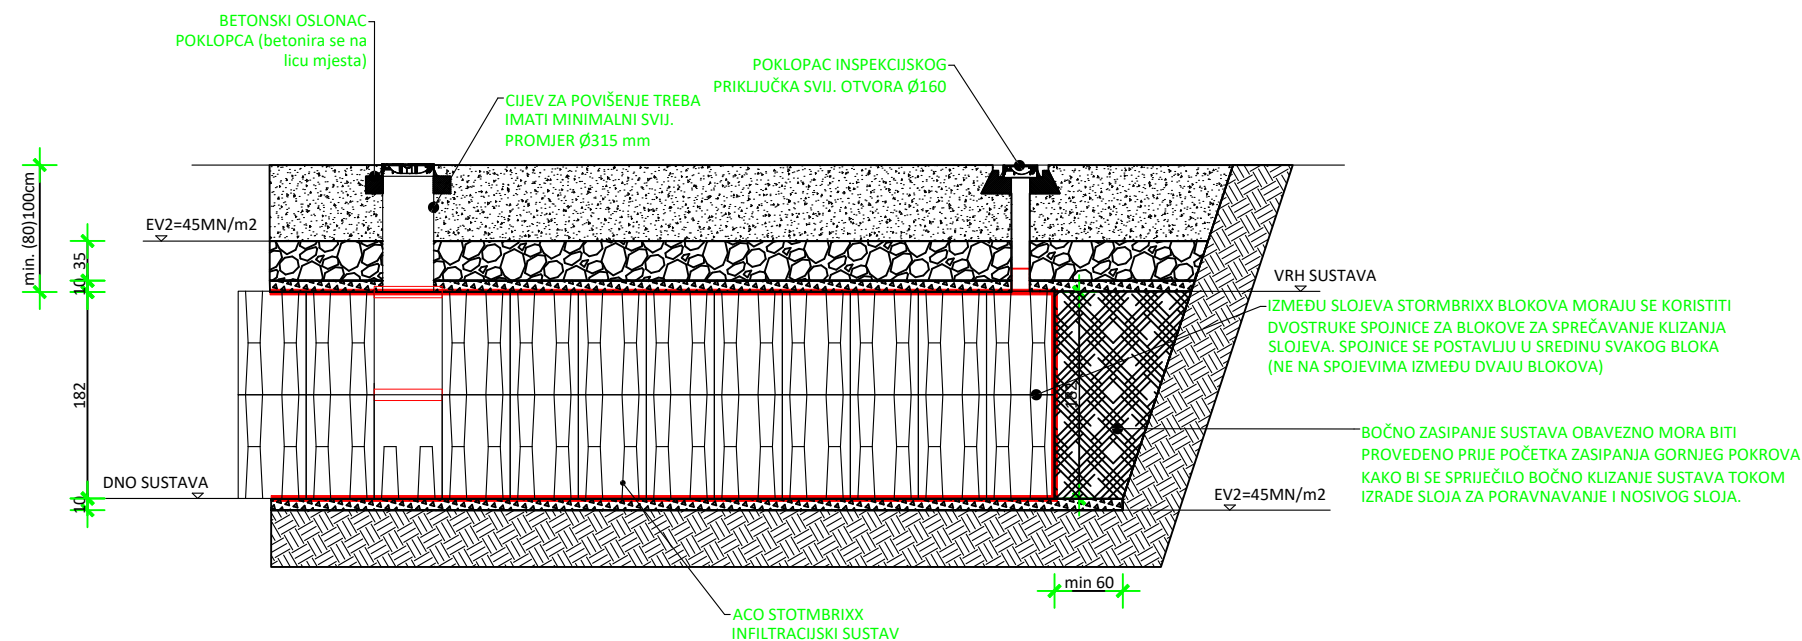 BETONSKI OSLONAC
POKLOPCA (betonira se na
licu mjesta)
POKLOPAC INSPEKCIJSKOG
PRIKLJUČKA SVIJ. OTVORA Ø160
CIJEV ZA POVIŠENJE TREBA
IMATI MINIMALNI SVIJ.
PROMJER Ø315 mm
min. (80)100cm
EV2=45MN/m2
35
10
VRH SUSTAVA
IZMEĐU SLOJEVA STORMBRIXX BLOKOVA MORAJU SE KORISTITI
DVOSTRUKE SPOJNICE ZA BLOKOVE ZA SPREČAVANJE KLIZANJA
SLOJEVA. SPOJNICE SE POSTAVLJU U SREDINU SVAKOG BLOKA
(NE NA SPOJEVIMA IZMEĐU DVAJU BLOKOVA)
182
182
BOČNO ZASIPANJE SUSTAVA OBAVEZNO MORA BITI
PROVEDENO PRIJE POČETKA ZASIPANJA GORNJEG POKROVA
KAKO BI SE SPRIJEČILO BOČNO KLIZANJE SUSTAVA TOKOM
IZRADE SLOJA ZA PORAVNAVANJE I NOSIVOG SLOJA.
DNO SUSTAVA
10
EV2=45MN/m2
min 60
ACO STOTMBRIXX
INFILTRACIJSKI SUSTAV